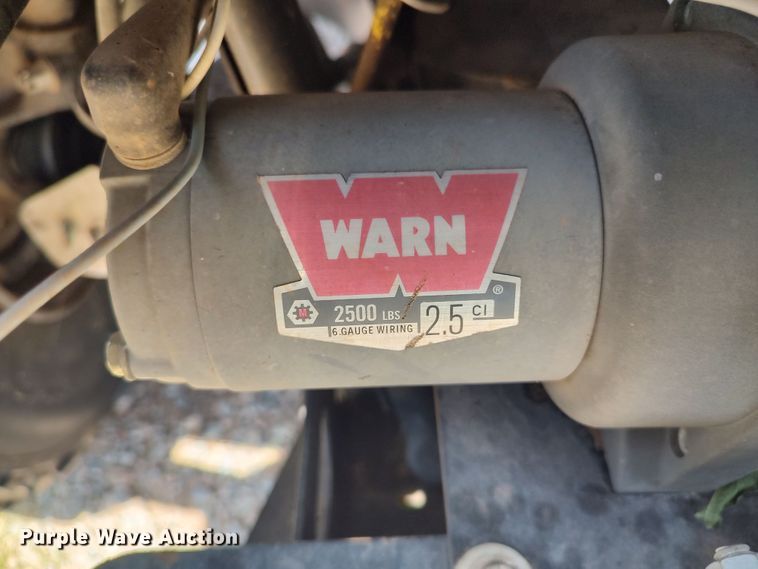 WARN
®
M
2500 LBS.
6.GAUGE WIRING
2.5 CI
Purple Wave Auction